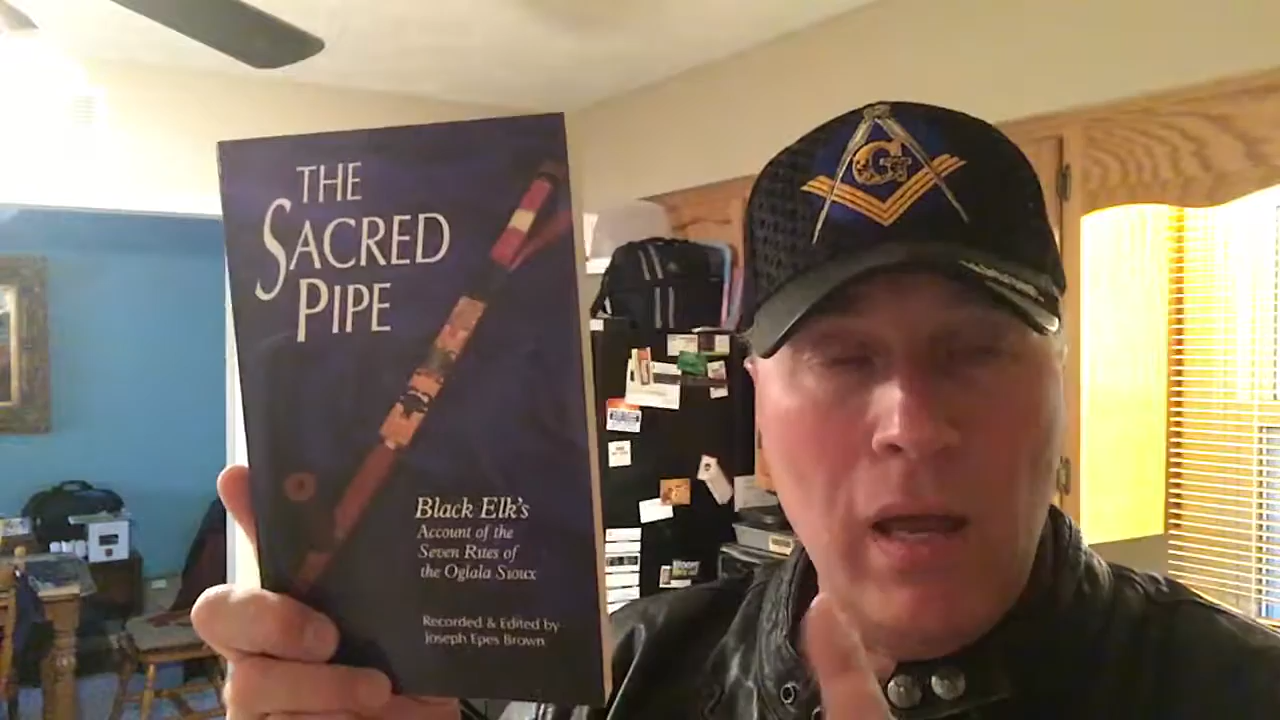 THE
SACRED
PIPE
Black Elk's
Account of the
Seven Rites of
the Oglala Sioux
Recorded & Edited by
Joseph Epes Brown
G